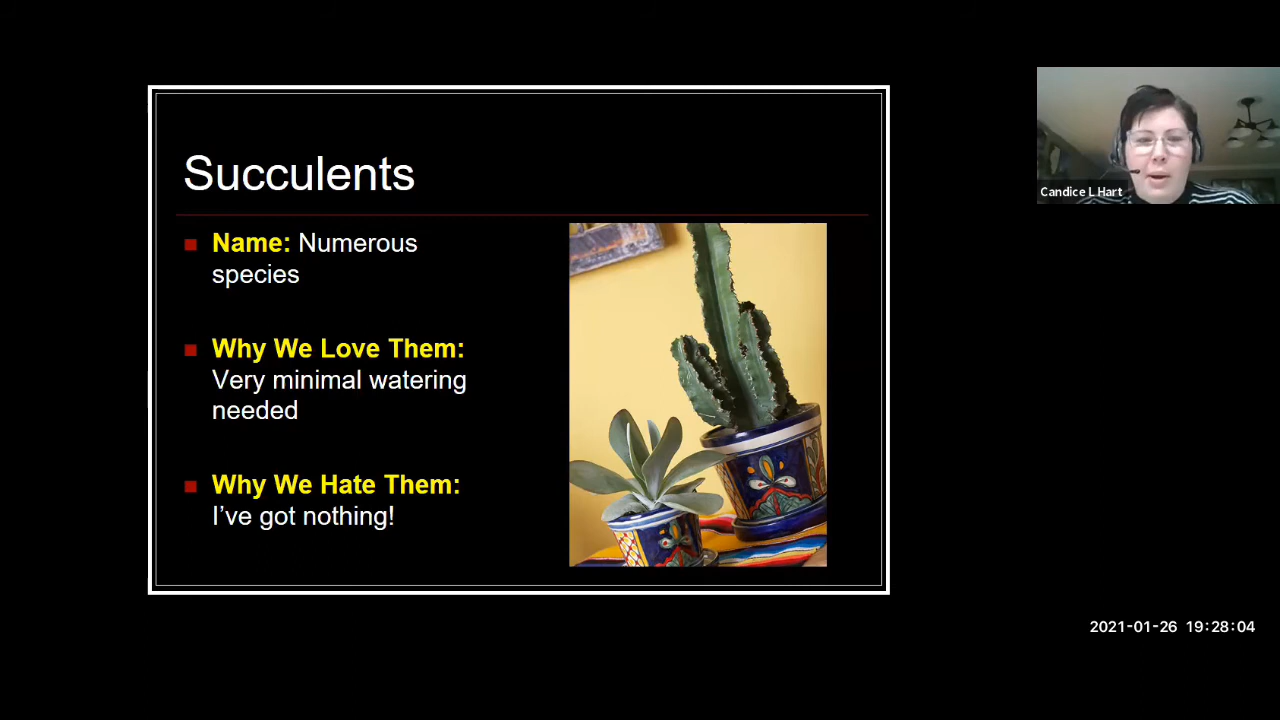 Succulents
Name: Numerous
species
Why We Love Them:
Very minimal watering
needed
Why We Hate Them:
I've got nothing!
Candice L Hart
2021-01-26 19:28:04